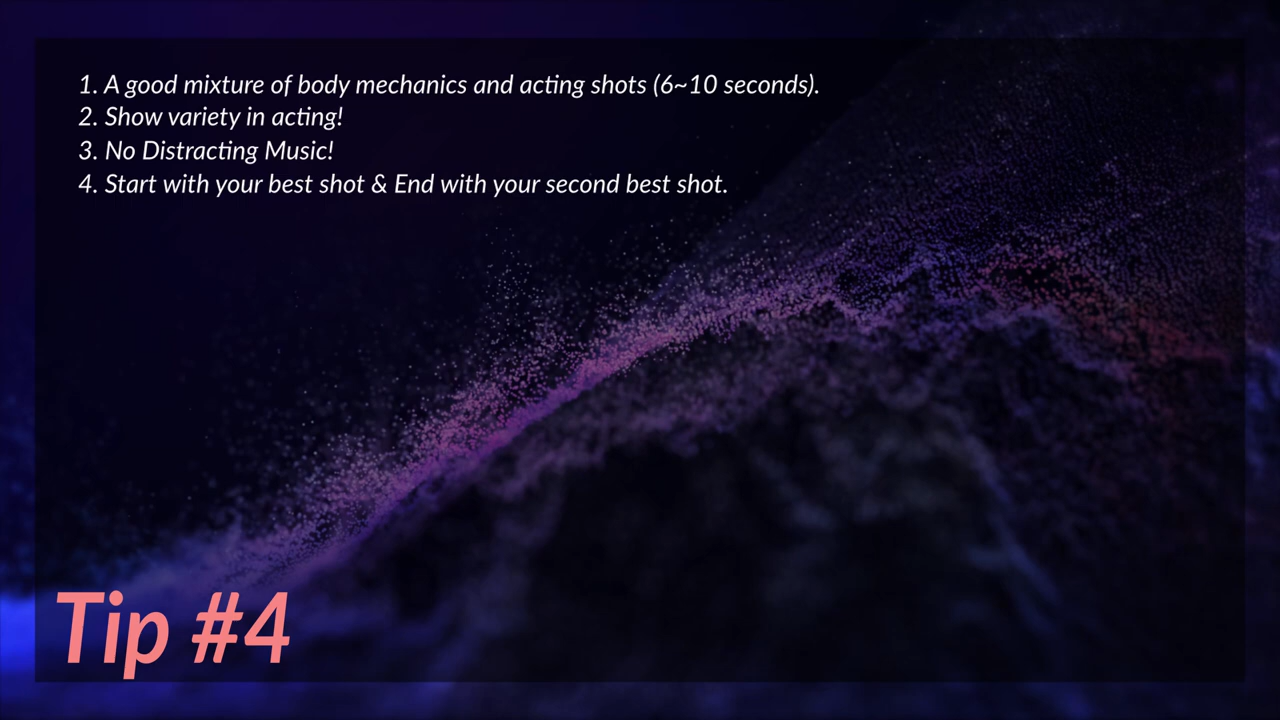 1. A good mixture of body mechanics and acting shots (6~10 seconds).
2. Show variety in acting!
3. No Distracting Music!
4. Start with your best shot & End with your second best shot.
Tip #4